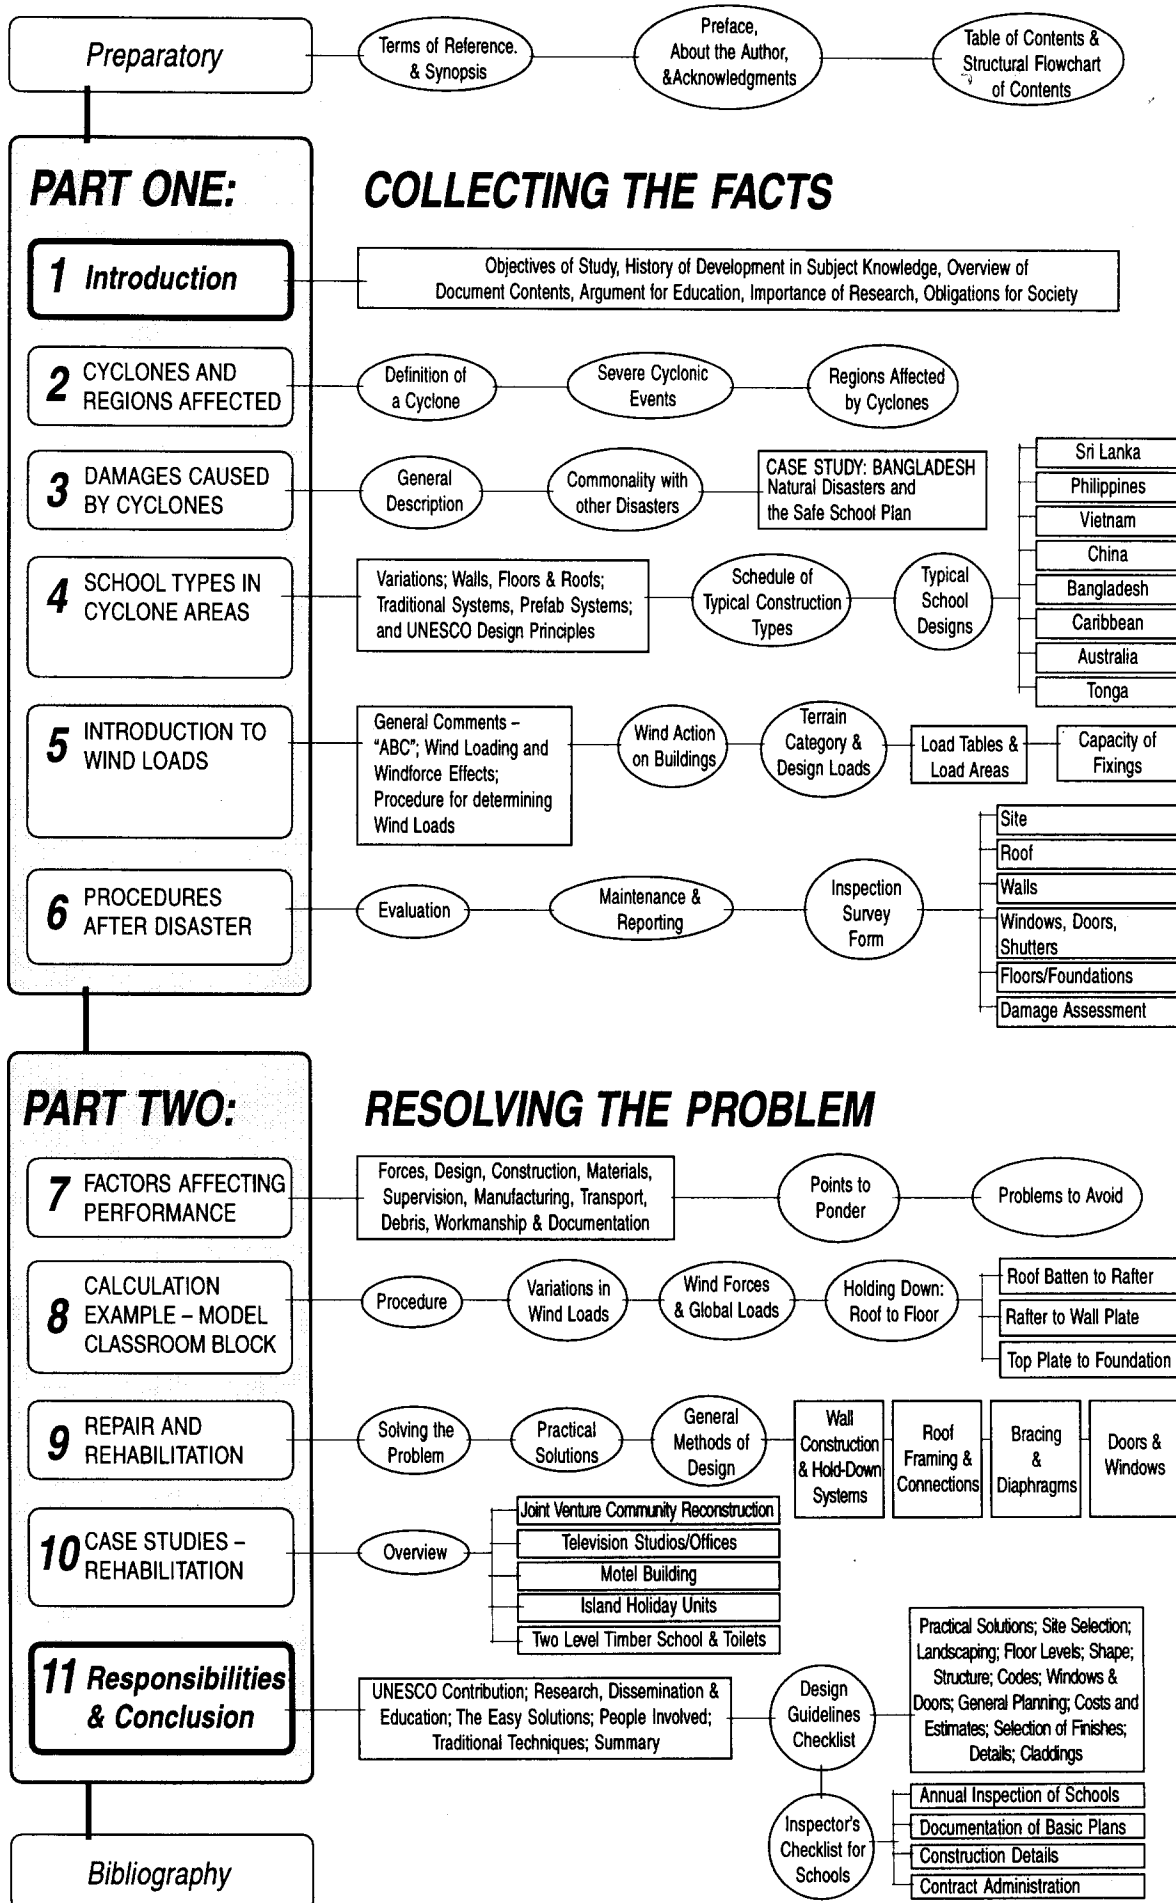 Preparatory
Terms of Reference.
& Synopsis
Preface,
About the Author,
&Acknowledgments
Table of Contents &
Structural Flowchart
of Contents
PART ONE:
COLLECTING THE FACTS
1 Introduction
Objectives of Study, History of Development in Subject Knowledge, Overview of
Document Contents, Argument for Education, Importance of Research, Obligations for Society
2 CYCLONES AND
REGIONS AFFECTED
Definition of
a Cyclone
Severe Cyclonic
Events
Regions Affected
by Cyclones
3 DAMAGES CAUSED
BY CYCLONES
General
Description
Commonality with
other Disasters
CASE STUDY: BANGLADESH
Natural Disasters and
the Safe School Plan
4 SCHOOL TYPES IN
CYCLONE AREAS
Variations; Walls, Floors & Roofs;
Traditional Systems, Prefab Systems;
and UNESCO Design Principles
Schedule of
Typical Construction
Types
Typical
School
Designs
Sri Lanka
Philippines
Vietnam
China
Bangladesh
Caribbean
Australia
Tonga
5 INTRODUCTION TO
WIND LOADS
General Comments –
"ABC"; Wind Loading and
Windforce Effects;
Procedure for determining
Wind Loads
Wind Action
on Buildings
Terrain
Category &
Design Loads
Load Tables &
Load Areas
Capacity of
Fixings
6 PROCEDURES
AFTER DISASTER
Evaluation
Maintenance &
Reporting
Inspection
Survey
Form
Site
Roof
Walls
Windows, Doors,
Shutters
Floors/Foundations
Damage Assessment
PART TWO:
RESOLVING THE PROBLEM
7 FACTORS AFFECTING
PERFORMANCE
Forces, Design, Construction, Materials,
Supervision, Manufacturing, Transport,
Debris, Workmanship & Documentation
Points to
Ponder
Problems to Avoid
8 CALCULATION
EXAMPLE – MODEL
CLASSROOM BLOCK
Procedure
Variations in
Wind Loads
Wind Forces
& Global Loads
Holding Down:
Roof to Floor
Roof Batten to Rafter
Rafter to Wall Plate
Top Plate to Foundation
9 REPAIR AND
REHABILITATION
Solving the
Problem
Practical
Solutions
General
Methods of
Design
Wall
Construction
& Hold-Down
Systems
Roof
Framing &
Connections
Bracing
&
Diaphragms
Doors &
Windows
10 CASE STUDIES –
REHABILITATION
Overview
Joint Venture Community Reconstruction
Television Studios/Offices
Motel Building
Island Holiday Units
Two Level Timber School & Toilets
11 Responsibilities
& Conclusion
UNESCO Contribution; Research, Dissemination &
Education; The Easy Solutions; People Involved;
Traditional Techniques; Summary
Design
Guidelines
Checklist
Practical Solutions; Site Selection;
Landscaping; Floor Levels; Shape;
Structure; Codes; Windows &
Doors; General Planning; Costs and
Estimates; Selection of Finishes;
Details; Claddings
Inspector's
Checklist for
Schools
Annual Inspection of Schools
Documentation of Basic Plans
Construction Details
Contract Administration
Bibliography